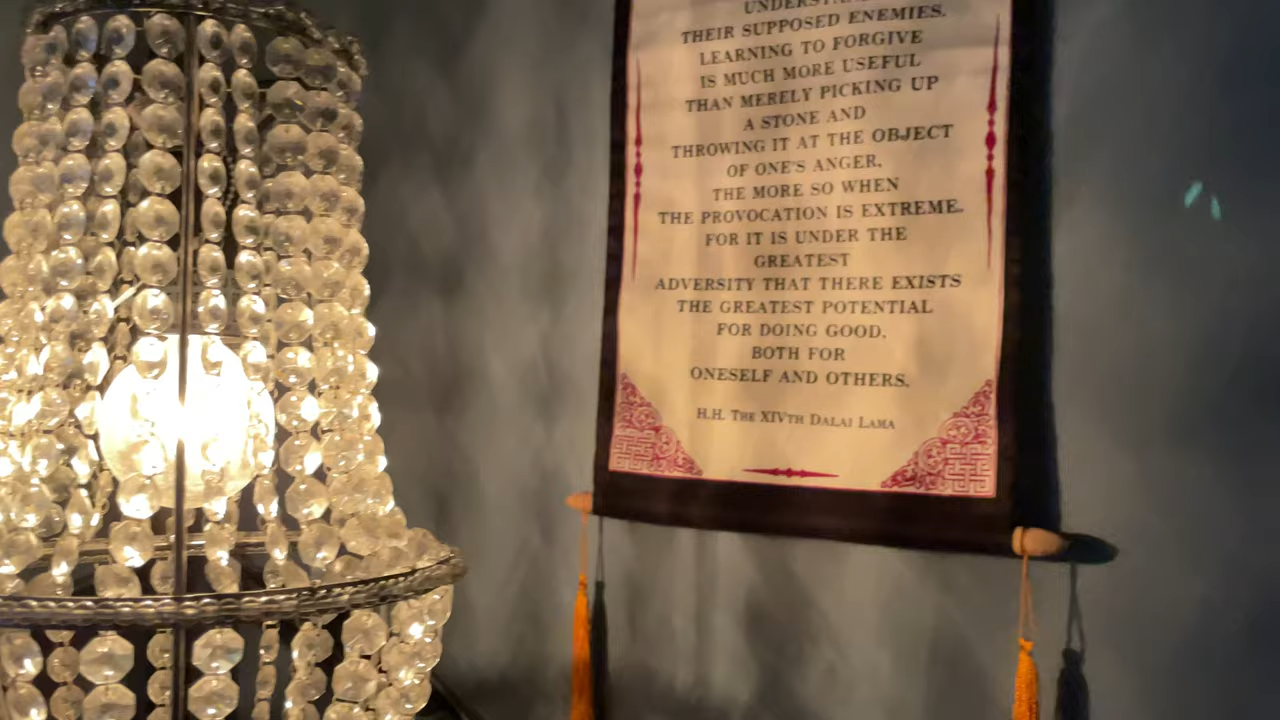 THEIR SUPPOSED ENEMIES.
LEARNING TO FORGIVE
IS MUCH MORE USEFUL
THAN MERELY PICKING UP
A STONE AND
THROWING IT AT THE OBJECT
OF ONE'S ANGER,
THE MORE SO WHEN
THE PROVOCATION IS EXTREME.
FOR IT IS UNDER THE
GREATEST
ADVERSITY THAT THERE EXISTS
THE GREATEST POTENTIAL
FOR DOING GOOD,
BOTH FOR
ONESELF AND OTHERS.
H.H. THE XIVTH DALAI LAMA